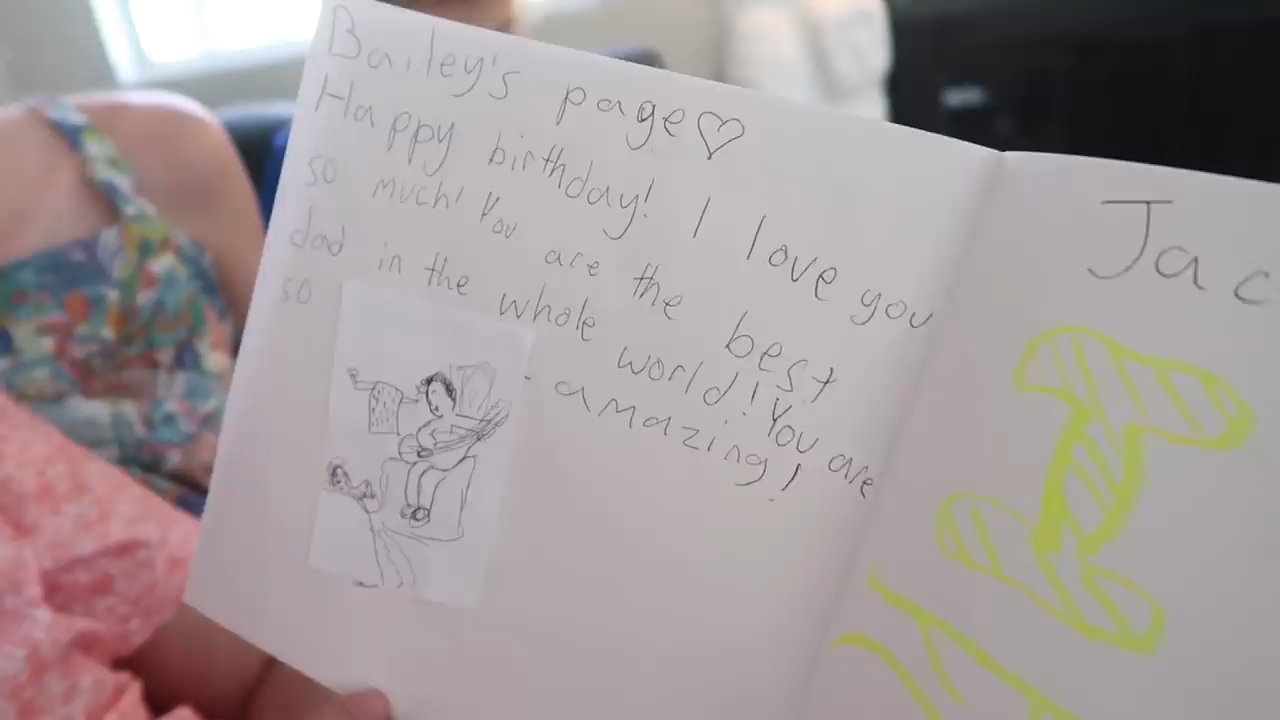 Bailey's page♡
Happy birthday! I love you
so much! You are the best
dad in the whole world! You are
so amazing!
Jac